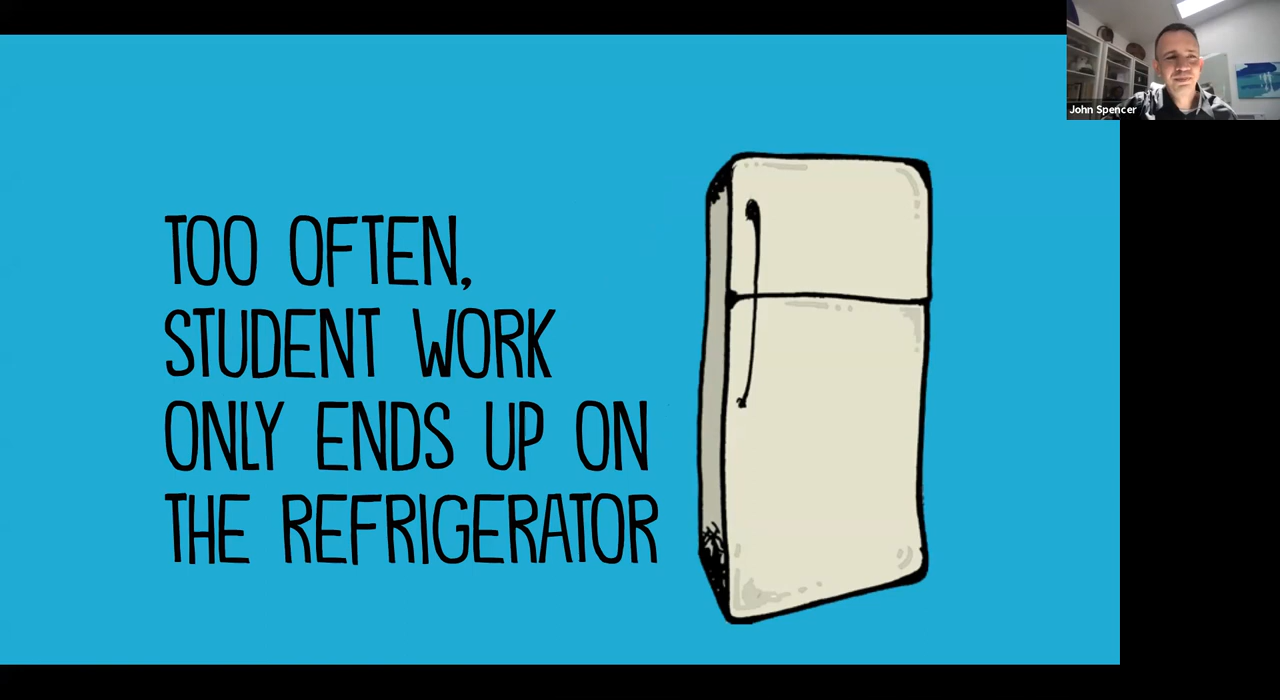 John Spencer
TOO OFTEN,
STUDENT WORK
ONLY ENDS UP ON
THE REFRIGERATOR